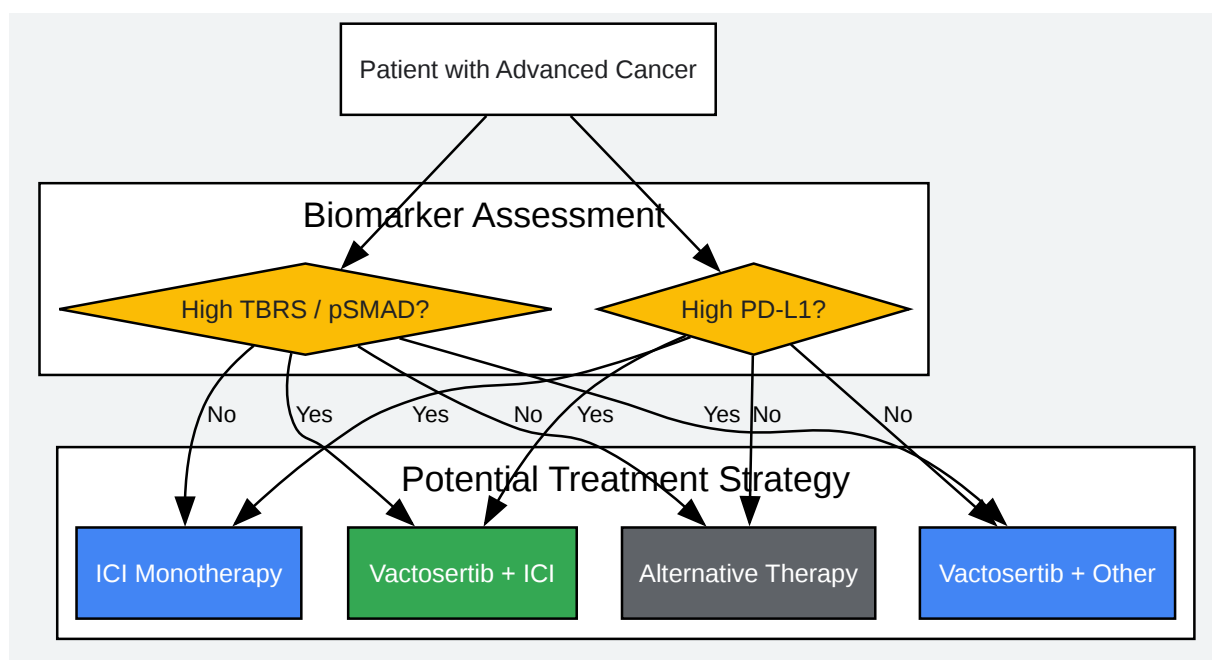 Patient with Advanced Cancer
Biomarker Assessment
High TBRS / pSMAD?
High PD-L1?
No
Yes
Yes
No
Yes
Yes
No
No
Potential Treatment Strategy
ICI Monotherapy
Vactosertib + ICI
Alternative Therapy
Vactosertib + Other